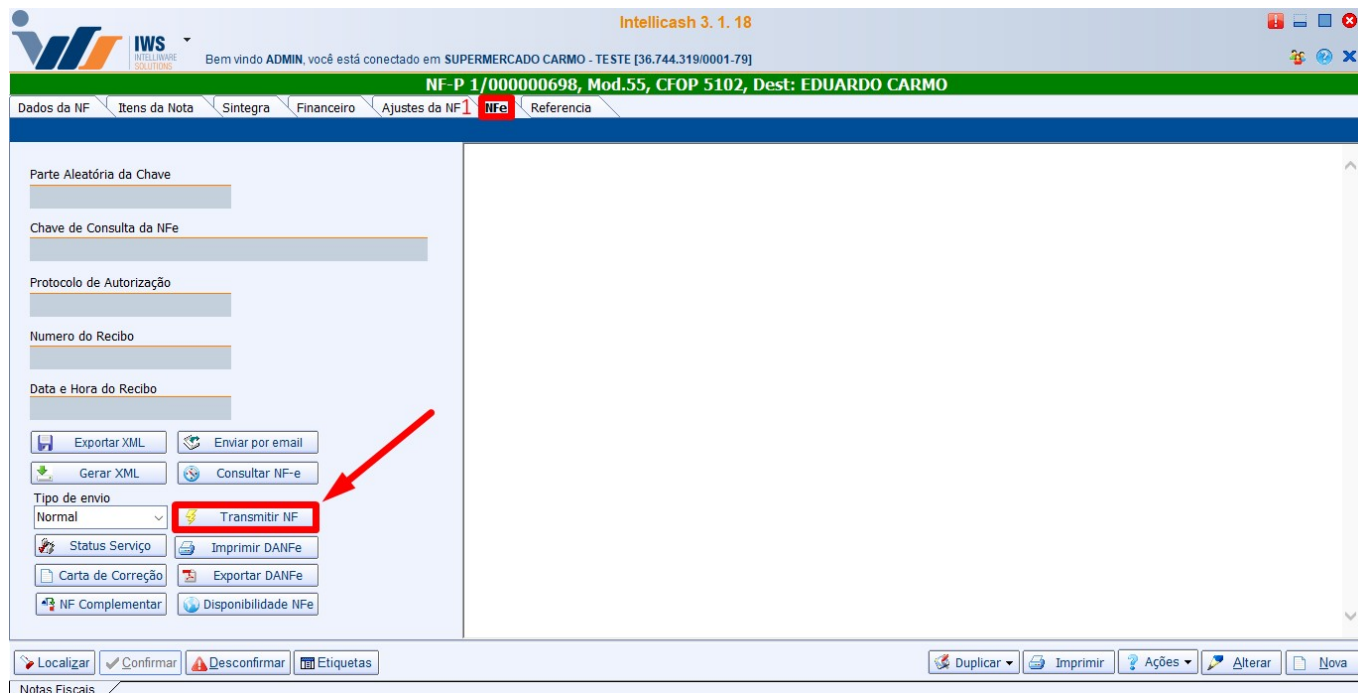 Intellicash 3. 1. 18
IWS
INTELLIWARE
SOLUTIONS
Bem vindo ADMIN, você está conectado em SUPERMERCADO CARMO - TESTE [36.744.319/0001-79]
NF-P 1/000000698, Mod.55, CFOP 5102, Dest: EDUARDO CARMO
Dados da NF Itens da Nota Sintegra Financeiro Ajustes da NF 1 NFe Referencia
Parte Aleatória da Chave
Chave de Consulta da NFe
Protocolo de Autorização
Numero do Recibo
Data e Hora do Recibo
Exportar XML Enviar por email
Gerar XML Consultar NF-e
Tipo de envio
Normal Transmitir NF
Status Serviço Imprimir DANFe
Carta de Correção Exportar DANFe
NF Complementar Disponibilidade NFe
Localizar Confirmar Desconfirmar Etiquetas Duplicar Imprimir Ações Alterar Nova
Notas Fiscais